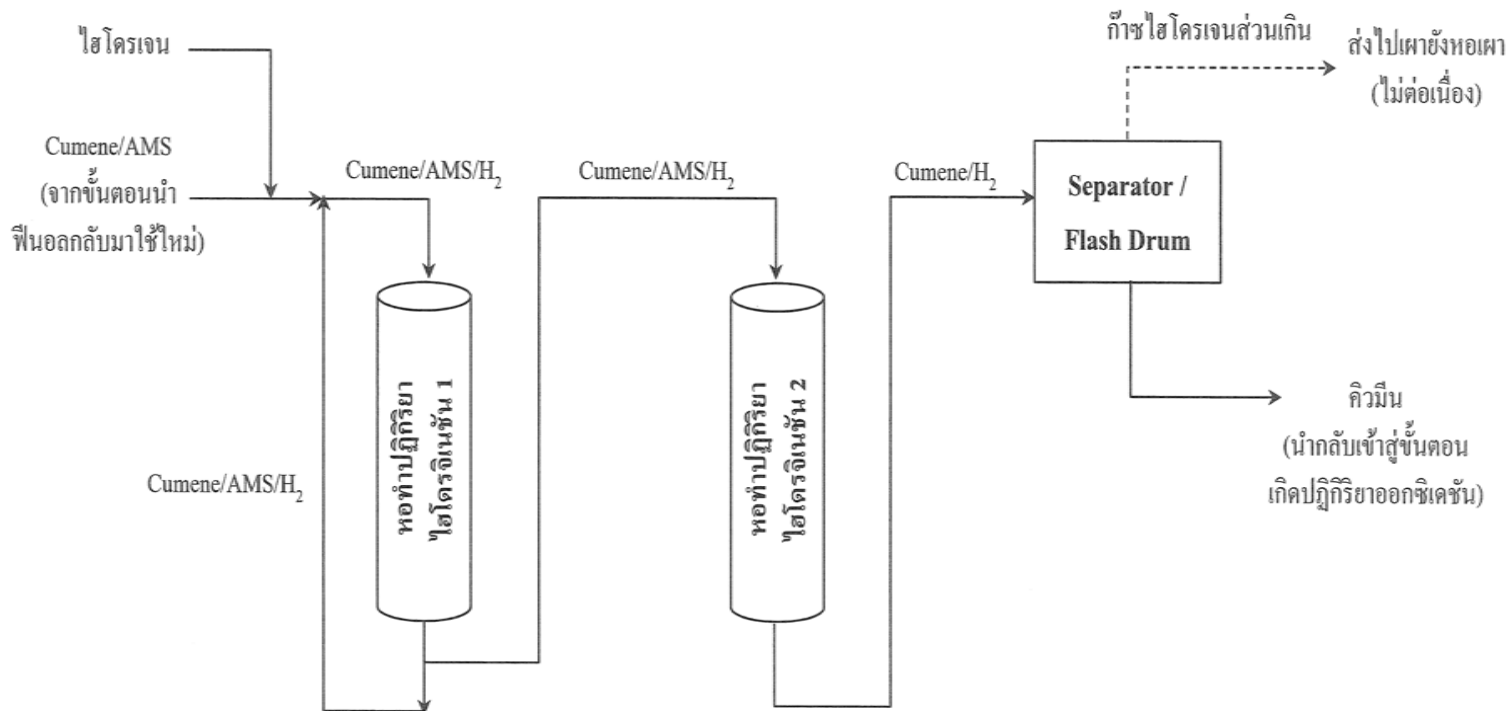 ไฮโดรเจน
Cumene/AMS
(จากขั้นตอนนำ
ฟีนอลกลับมาใช้ใหม่)
Cumene/AMS/H2
Cumene/AMS/H2
Cumene/H2
ก๊าซไฮโดรเจนส่วนเกิน
ส่งไปเผายังหอเผา
(ไม่ต่อเนื่อง)
Separator /
Flash Drum
หอทำปฏิกิริยา
ไฮโดรจิเนชัน 1
หอทำปฏิกิริยา
ไฮโดรจิเนชัน 2
Cumene/AMS/H2
คิวมีน
(นำกลับเข้าสู่ขั้นตอน
เกิดปฏิกิริยาออกซิเดชัน)